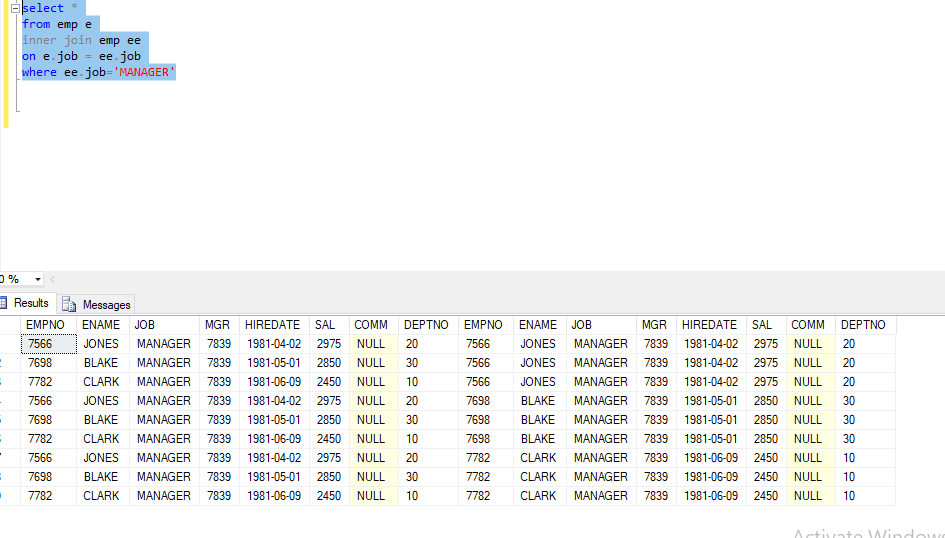 select *
from emp e
inner join emp ee
on e.job = ee.job
where ee.job='MANAGER'
0 %
Results Messages
EMPNO ENAME JOB MGR HIREDATE SAL COMM DEPTNO EMPNO ENAME JOB MGR HIREDATE SAL COMM DEPTNO
7566 JONES MANAGER 7839 1981-04-02 2975 NULL 20 7566 JONES MANAGER 7839 1981-04-02 2975 NULL 20
7698 BLAKE MANAGER 7839 1981-05-01 2850 NULL 30 7566 JONES MANAGER 7839 1981-04-02 2975 NULL 20
7782 CLARK MANAGER 7839 1981-06-09 2450 NULL 10 7566 JONES MANAGER 7839 1981-04-02 2975 NULL 20
7566 JONES MANAGER 7839 1981-04-02 2975 NULL 20 7698 BLAKE MANAGER 7839 1981-05-01 2850 NULL 30
7698 BLAKE MANAGER 7839 1981-05-01 2850 NULL 30 7698 BLAKE MANAGER 7839 1981-05-01 2850 NULL 30
7782 CLARK MANAGER 7839 1981-06-09 2450 NULL 10 7698 BLAKE MANAGER 7839 1981-05-01 2850 NULL 30
7566 JONES MANAGER 7839 1981-04-02 2975 NULL 20 7782 CLARK MANAGER 7839 1981-06-09 2450 NULL 10
7698 BLAKE MANAGER 7839 1981-05-01 2850 NULL 30 7782 CLARK MANAGER 7839 1981-06-09 2450 NULL 10
7782 CLARK MANAGER 7839 1981-06-09 2450 NULL 10 7782 CLARK MANAGER 7839 1981-06-09 2450 NULL 10
Activate Window